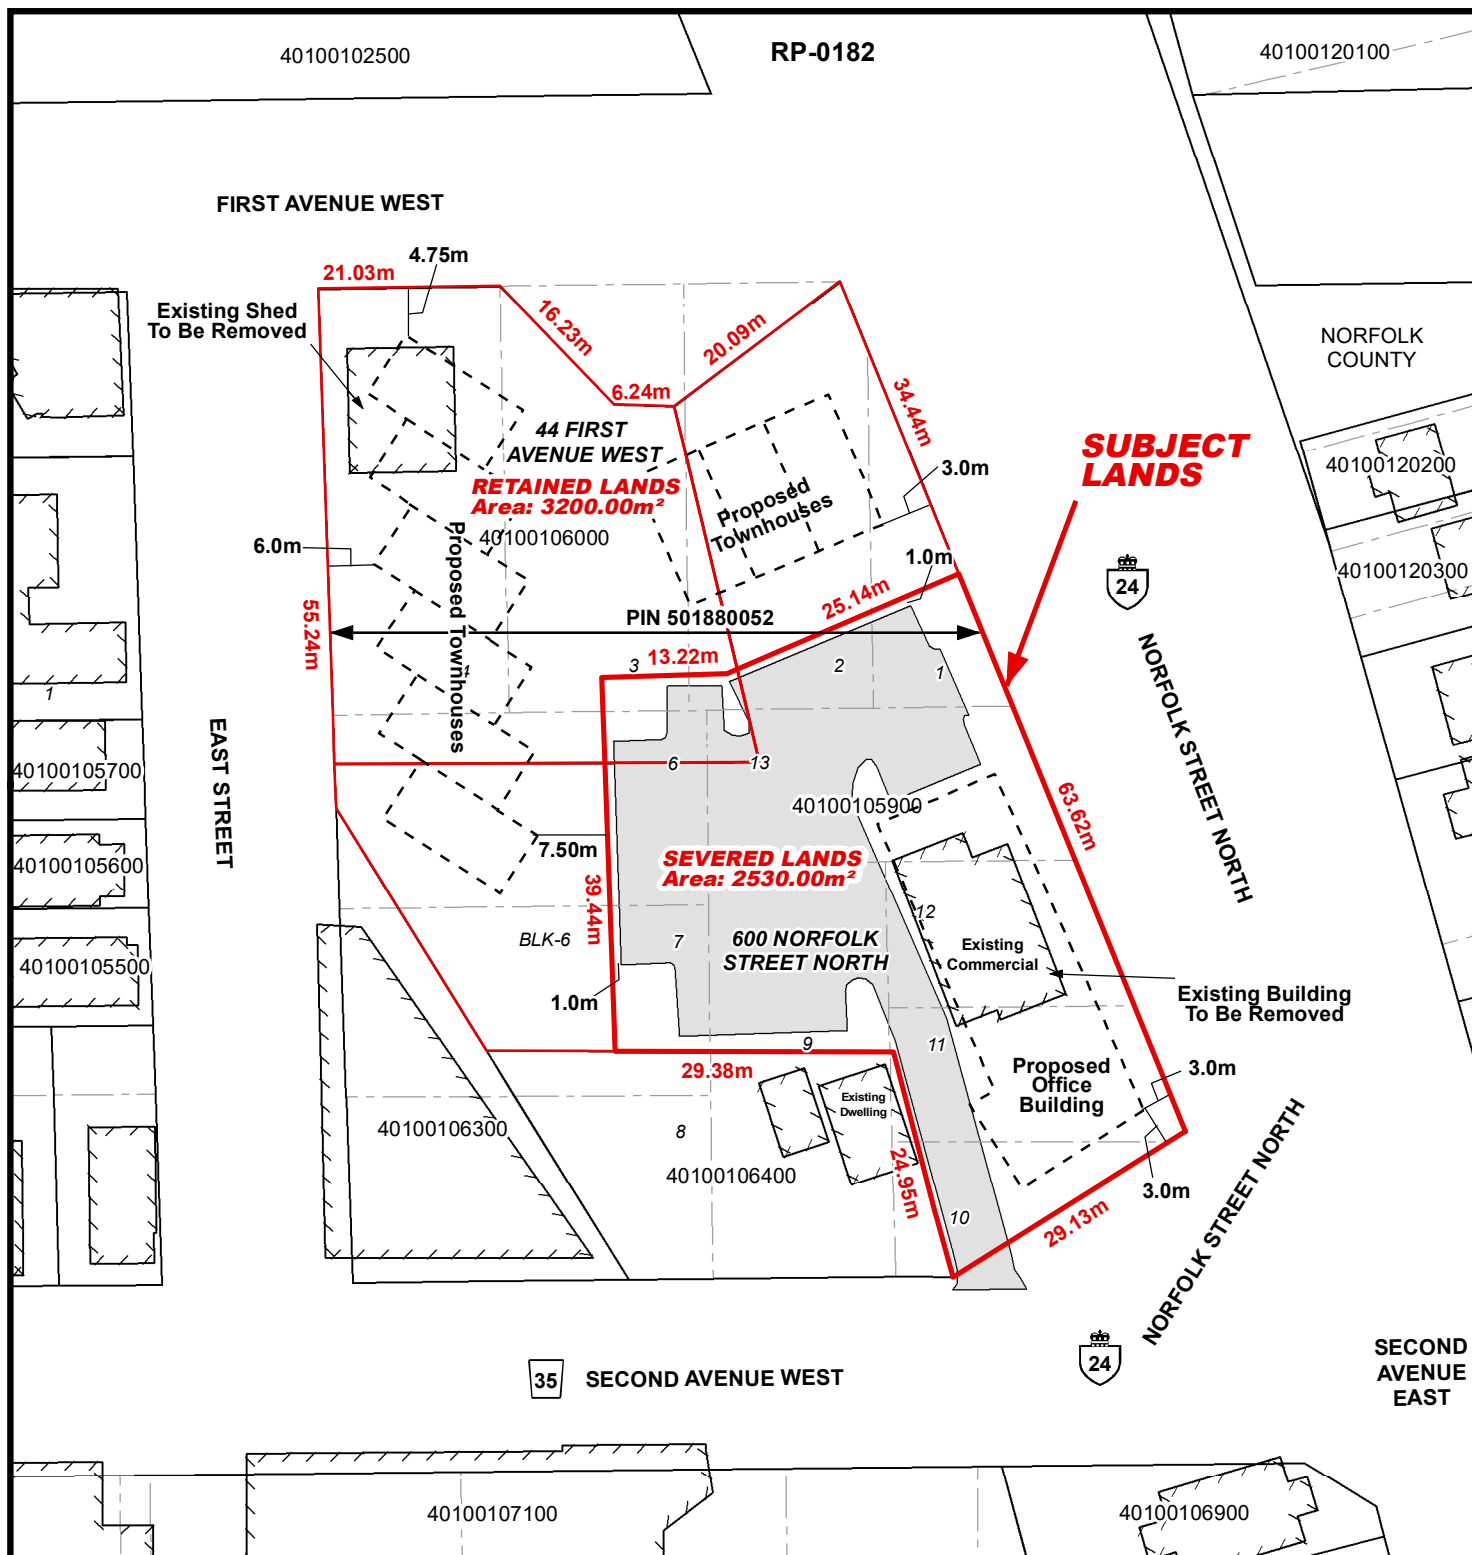 40100102500
RP-0182
40100120100
FIRST AVENUE WEST
4.75m
21.03m
Existing Shed
To Be Removed
16.23m
20.09m
NORFOLK
COUNTY
6.24m
34.44m
44 FIRST
AVENUE WEST
SUBJECT
LANDS
40100120200
3.0m
RETAINED LANDS
Area: 3200.00m²
Proposed
Townhouses
40100106000
6.0m
1.0m
24
40100120300
Proposed Townhouses
25.14m
55.24m
PIN 501880052
13.22m
3
2
1
4
1
NORFOLK STREET NORTH
EAST STREET
40100105700
6
13
40100105900
63.62m
7.50m
40100105600
SEVERED LANDS
Area: 2530.00m²
39.44m
12
BLK-6
7
600 NORFOLK
STREET NORTH
Existing
Commercial
40100105500
1.0m
Existing Building
To Be Removed
9
11
29.38m
Proposed
Office
Building
3.0m
Existing
Dwelling
40100106300
8
40100106400
24.95m
3.0m
10
29.13m
NORFOLK STREET NORTH
24
35
SECOND AVENUE WEST
SECOND
AVENUE
EAST
40100107100
40100106900